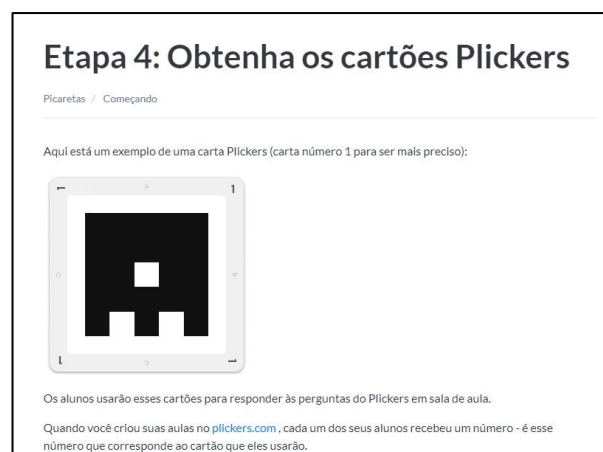 Etapa 4: Obtenha os cartões Plickers
Picaretas / Começando
Aqui está um exemplo de uma carta Plickers (carta número 1 para ser mais preciso):
1 1
1 1
Os alunos usarão esses cartões para responder às perguntas do Plickers em sala de aula.
Quando você criou suas aulas no plickers.com , cada um dos seus alunos recebeu um número - é esse
número que corresponde ao cartão que eles usarão.